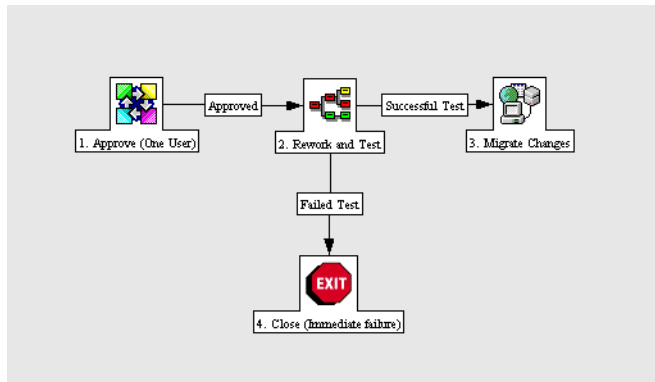 Approved
Successful Test
1. Approve (One User)
2. Rework and Test
3. Migrate Changes
Failed Test
EXIT
4. Close (Immediate failure)